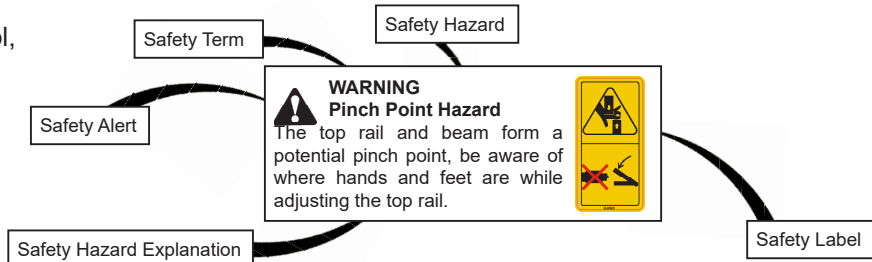 ol,
Safety Term
Safety Hazard
Safety Alert
WARNING
Pinch Point Hazard
The top rail and beam form a
potential pinch point, be aware of
where hands and feet are while
adjusting the top rail.
Safety Hazard Explanation
Safety Label